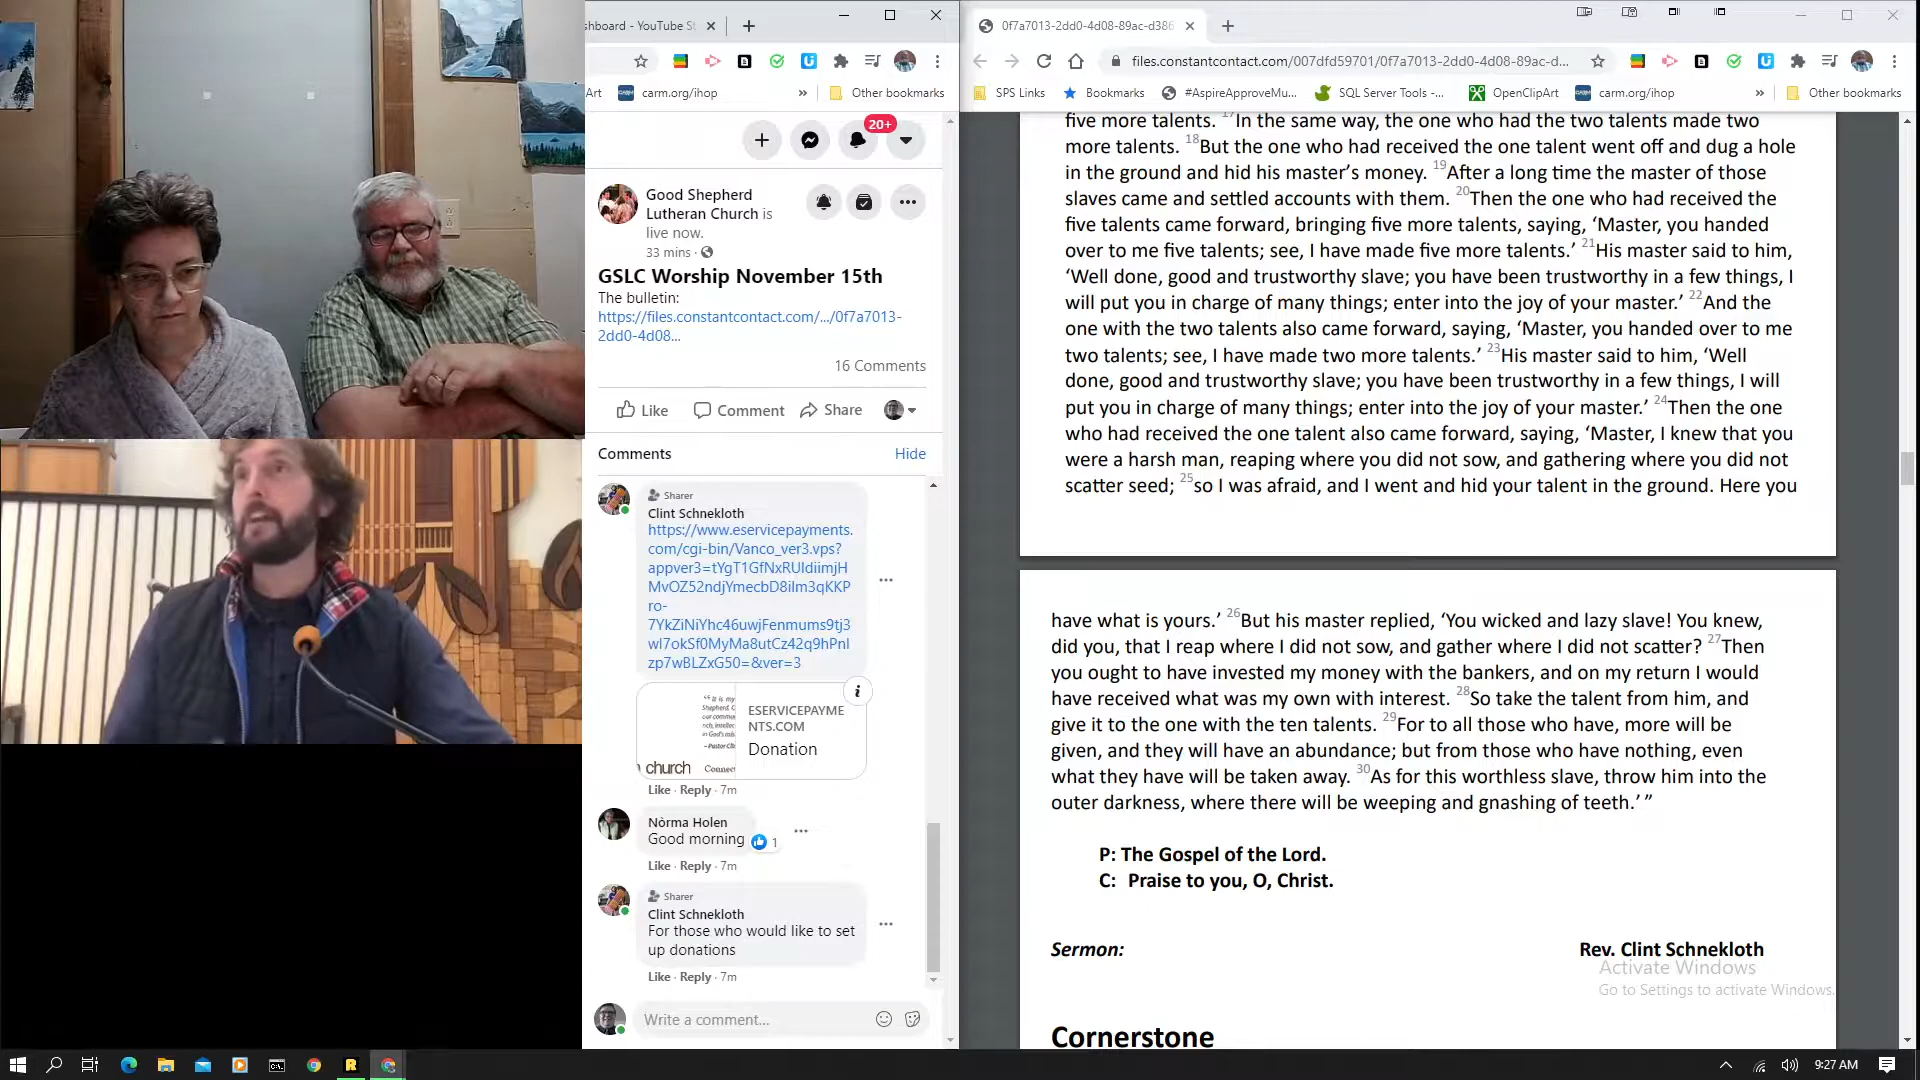 shboard - YouTube St
0f7a7013-2dd0-4d08-89ac-d386
files.constantcontact.com/007dfd59701/0f7a7013-2dd0-4d08-89ac-d...
Art
carm.org/ihop
»
Other bookmarks
SPS Links
Bookmarks
#AspireApproveMu...
SQL Server Tools -...
OpenClipArt
carm.org/ihop
»
Other bookmarks
20+
Good Shepherd
Lutheran Church is
live now.
33 mins ·
GSLC Worship November 15th
The bulletin:
https://files.constantcontact.com/.../0f7a7013-
2dd0-4d08...
16 Comments
Like
Comment
Share
Comments
Hide
Sharer
Clint Schnekloth
https://www.eservicepayments.
com/cgi-bin/Vanco_ver3.vps?
appver3=tYgT1GfNxRUIdiimjH
MvOZ52ndjYmecbD8iIm3qKKP
ro-
7YkZiNiYhc46uwjFenmums9tj3
wl7okSf0MyMa8utCz42q9hPnI
zp7wBLZxG50=&ver=3
ESERVICEPAYME
NTS.COM
Donation
church
Like · Reply · 7m
Nòrma Holen
Good morning
1
Like · Reply · 7m
Sharer
Clint Schnekloth
For those who would like to set
up donations
Like · Reply · 7m
Write a comment...
five more talents. 17In the same way, the one who had the two talents made two
more talents. 18But the one who had received the one talent went off and dug a hole
in the ground and hid his master’s money. 19After a long time the master of those
slaves came and settled accounts with them. 20Then the one who had received the
five talents came forward, bringing five more talents, saying, ‘Master, you handed
over to me five talents; see, I have made five more talents.’ 21His master said to him,
‘Well done, good and trustworthy slave; you have been trustworthy in a few things, I
will put you in charge of many things; enter into the joy of your master.’ 22And the
one with the two talents also came forward, saying, ‘Master, you handed over to me
two talents; see, I have made two more talents.’ 23His master said to him, ‘Well
done, good and trustworthy slave; you have been trustworthy in a few things, I will
put you in charge of many things; enter into the joy of your master.’ 24Then the one
who had received the one talent also came forward, saying, ‘Master, I knew that you
were a harsh man, reaping where you did not sow, and gathering where you did not
scatter seed; 25so I was afraid, and I went and hid your talent in the ground. Here you
have what is yours.’ 26But his master replied, ‘You wicked and lazy slave! You knew,
did you, that I reap where I did not sow, and gather where I did not scatter? 27Then
you ought to have invested my money with the bankers, and on my return I would
have received what was my own with interest. 28So take the talent from him, and
give it to the one with the ten talents. 29For to all those who have, more will be
given, and they will have an abundance; but from those who have nothing, even
what they have will be taken away. 30As for this worthless slave, throw him into the
outer darkness, where there will be weeping and gnashing of teeth.’ ”
P: The Gospel of the Lord.
C: Praise to you, O, Christ.
Sermon: Rev. Clint Schnekloth
Activate Windows
Go to Settings to activate Windows.
Cornerstone
9:27 AM